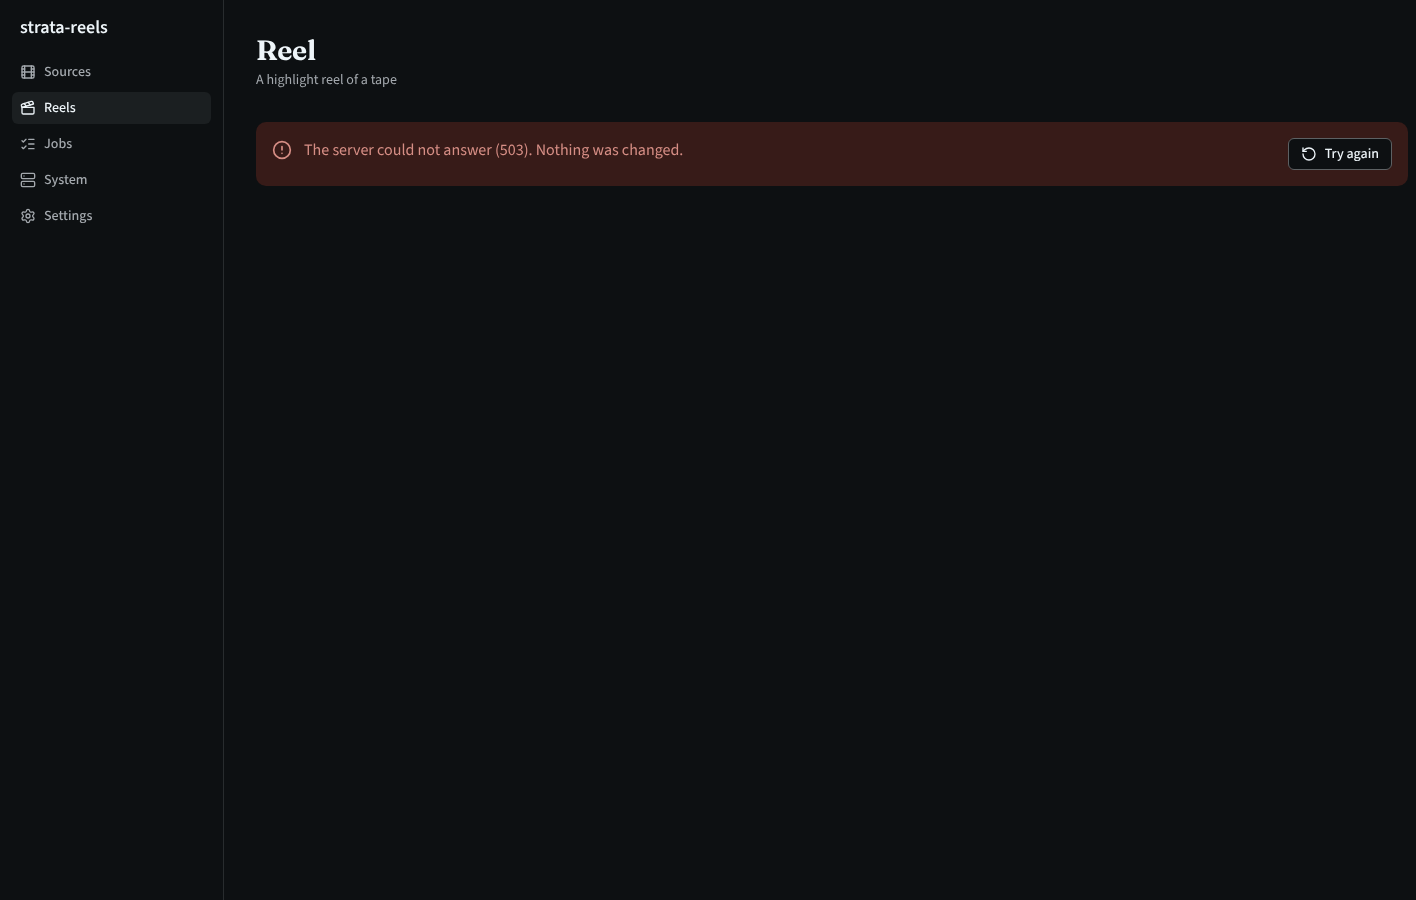 strata-reels
Sources
Reels
Jobs
System
Settings
Reel
A highlight reel of a tape
The server could not answer (503). Nothing was changed.
Try again